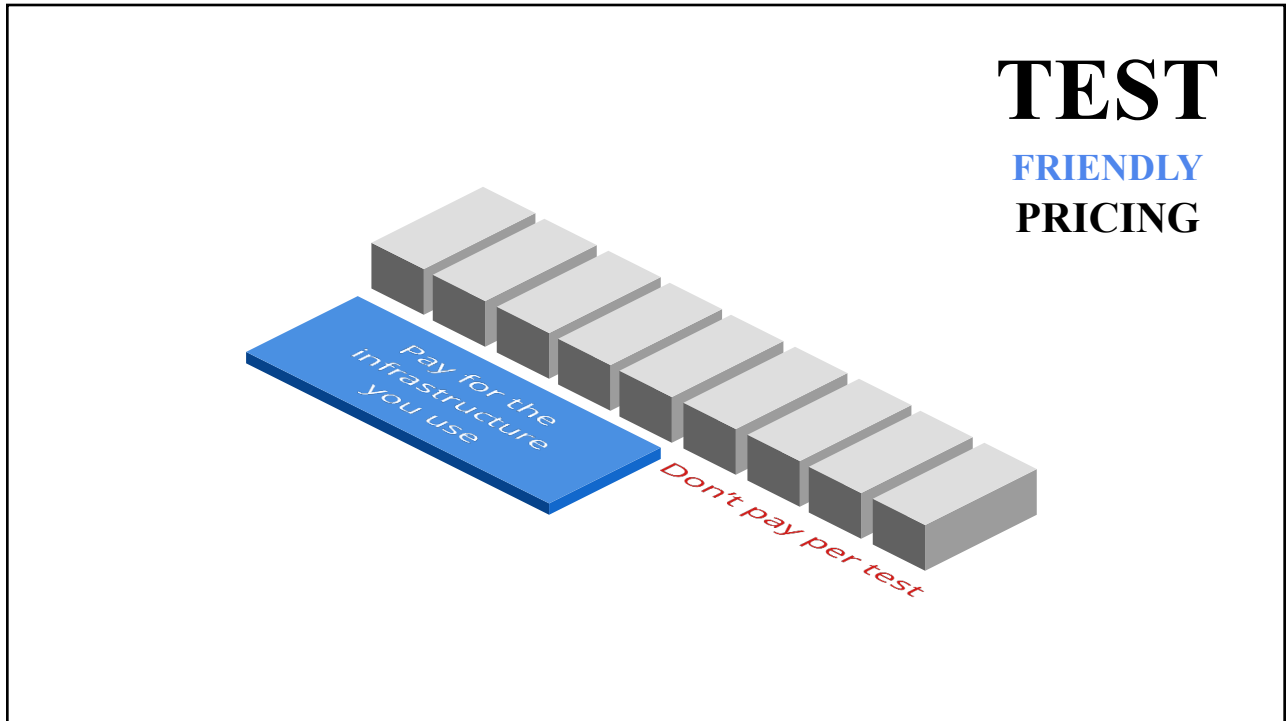 TEST
FRIENDLY
PRICING
Pay for the
infrastructure
you use
Don't pay per test